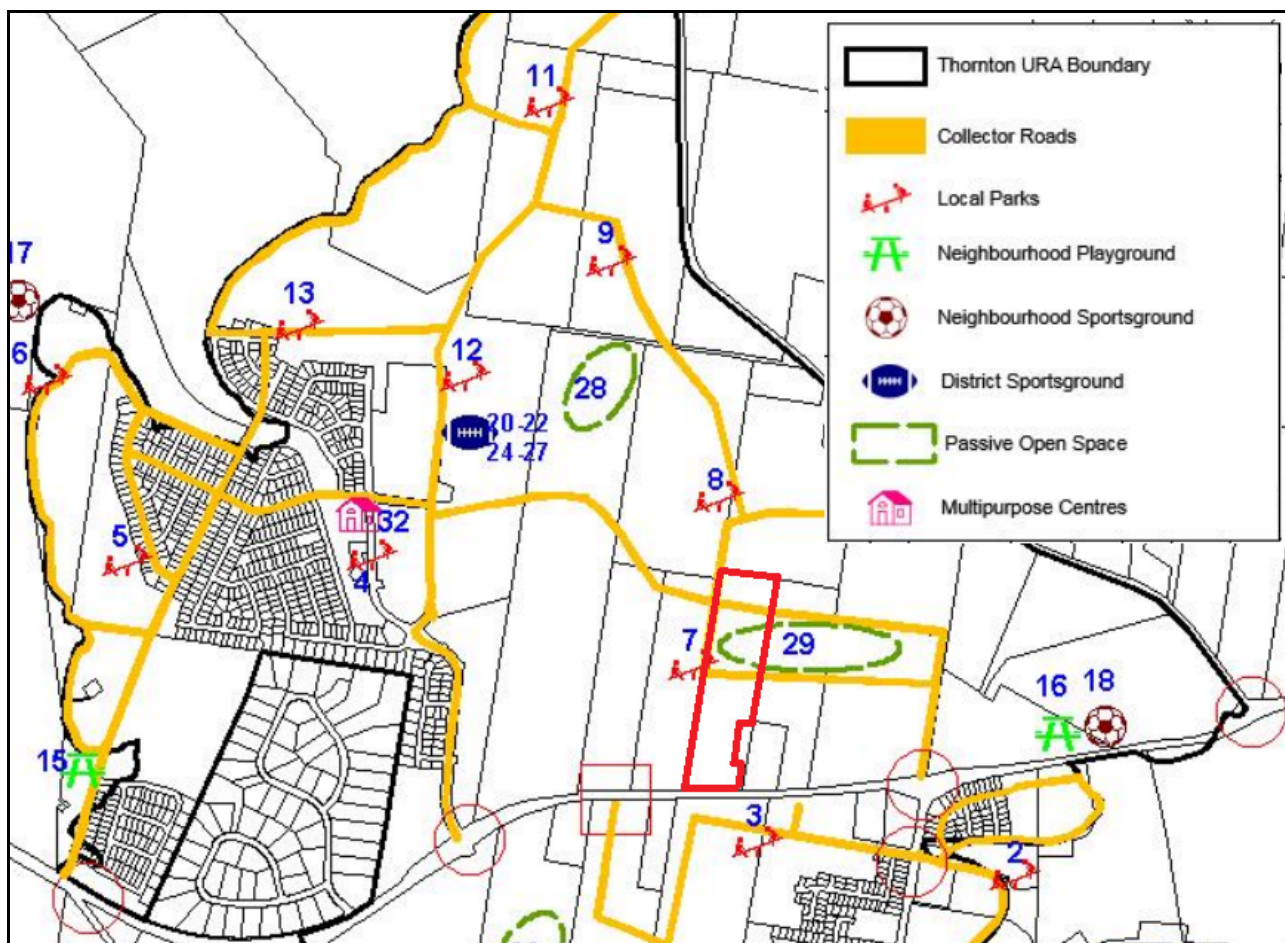 11
9
17
13
6
12
28
20-22
24-27
8
32
5
4
7
29
16 18
15
3
2
Thornton URA Boundary
Collector Roads
Local Parks
Neighbourhood Playground
Neighbourhood Sportsground
District Sportsground
Passive Open Space
Multipurpose Centres